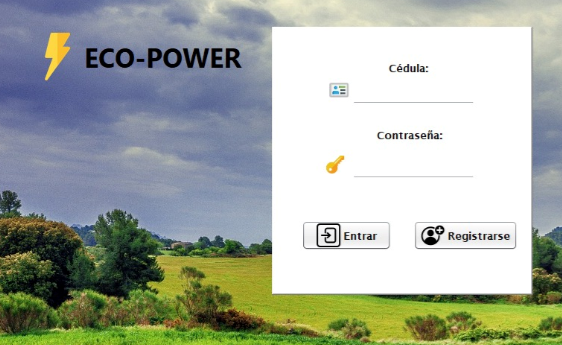 ECO-POWER
Cédula:
Contraseña:
Entrar
Registrarse